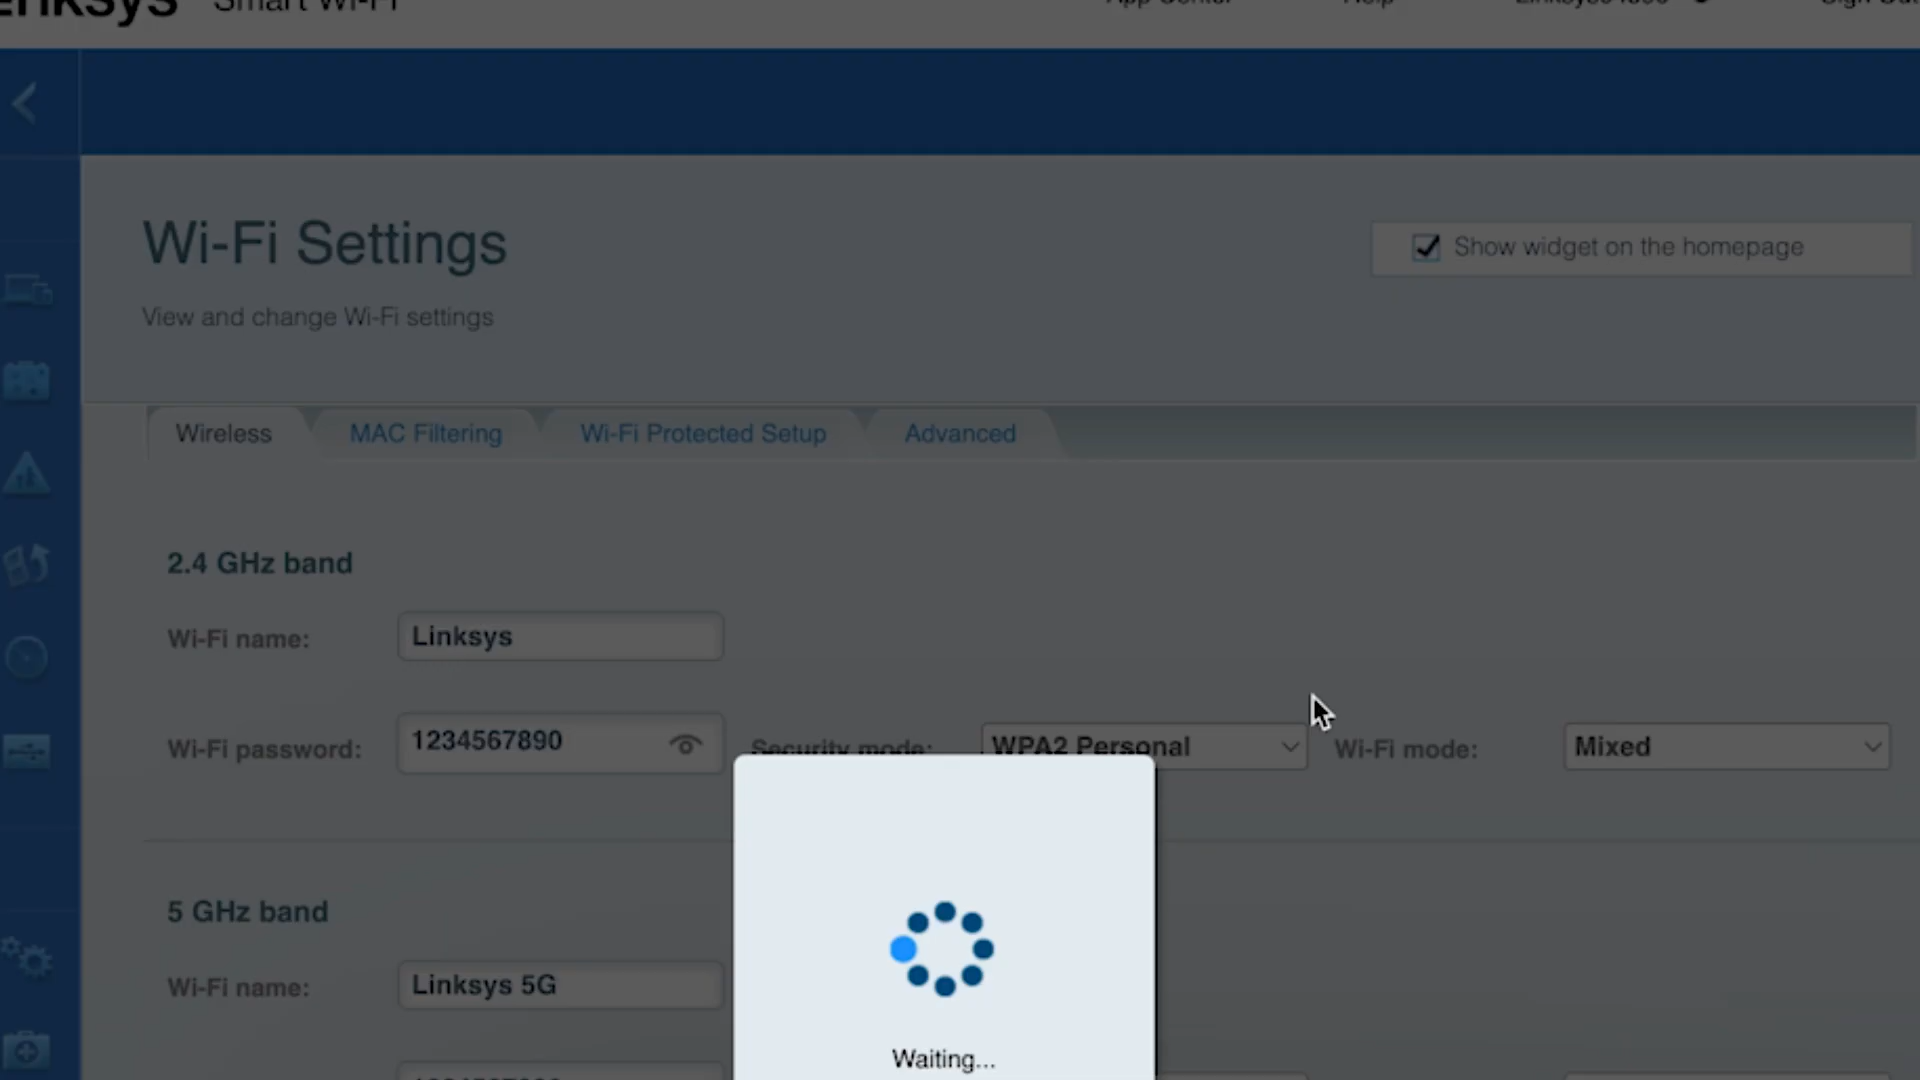 Linksys Smart Wi-Fi App Center Help Sign Out
Wi-Fi Settings
Show widget on the homepage
View and change Wi-Fi settings
Wireless MAC Filtering Wi-Fi Protected Setup Advanced
2.4 GHz band
Wi-Fi name: Linksys
Wi-Fi password: 1234567890 Security mode: WPA2 Personal Wi-Fi mode: Mixed
5 GHz band
Wi-Fi name: Linksys 5G
Waiting...